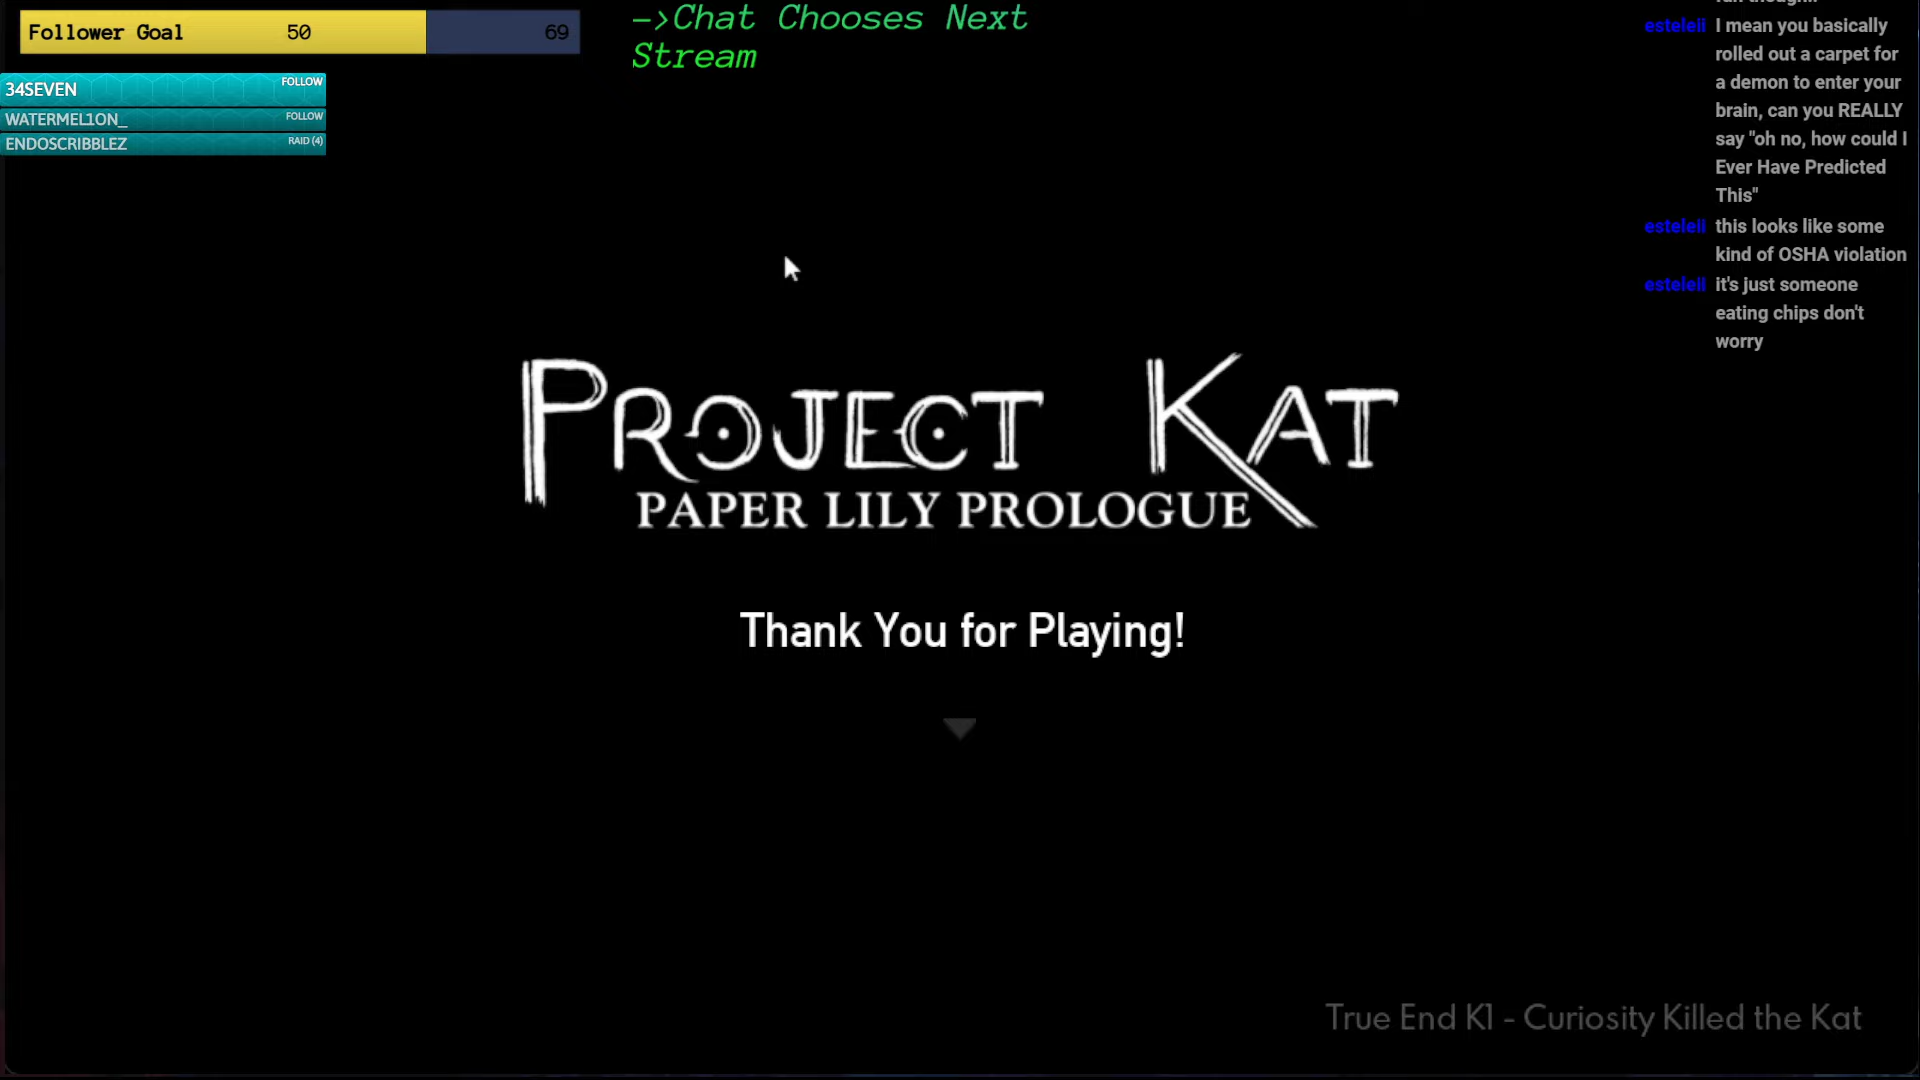 Follower Goal 50 69
34SEVEN FOLLOW
WATERMEL1ON_ FOLLOW
ENDOSCRIBBLEZ RAID (4)
->Chat Chooses Next
Stream
esteleii I mean you basically
rolled out a carpet for
a demon to enter your
brain, can you REALLY
say "oh no, how could I
Ever Have Predicted
This"
esteleii this looks like some
kind of OSHA violation
esteleii it's just someone
eating chips don't
worry
PROJECT KAT
PAPER LILY PROLOGUE
Thank You for Playing!
True End K1 - Curiosity Killed the Kat